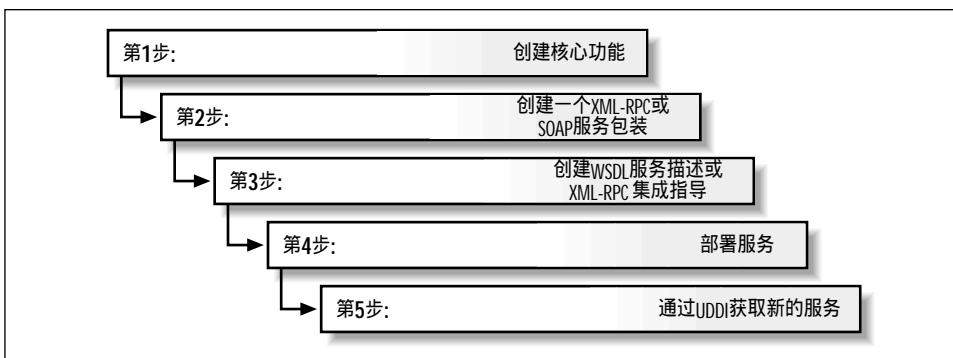 第1步: 创建核心功能
第2步: 创建一个XML-RPC或
SOAP服务包装
第3步: 创建WSDL服务描述或
XML-RPC 集成指导
第4步: 部署服务
第5步: 通过UDDI获取新的服务